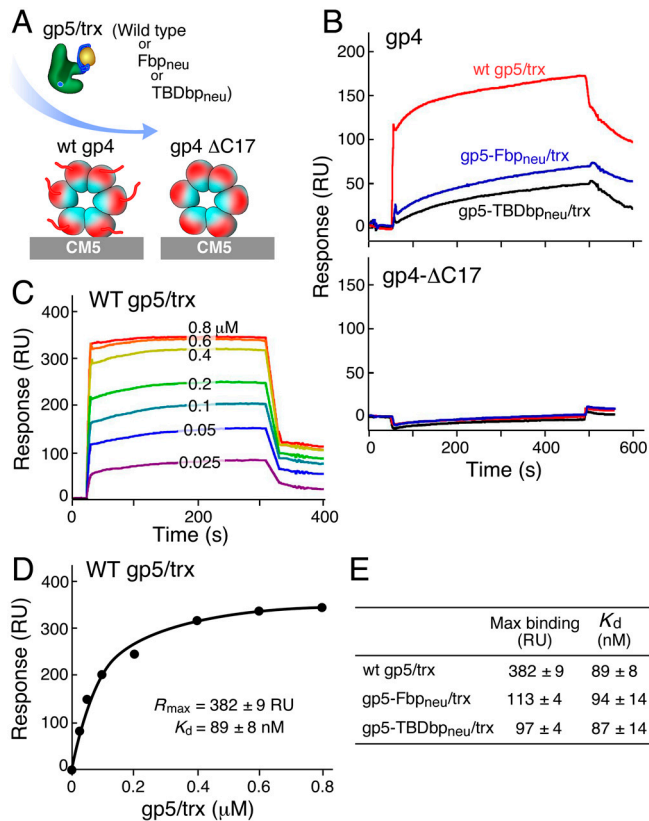 A
gp5/trx (Wild type
or
Fbpneu
or
TBDbpneu)
wt gp4
gp4 ΔC17
CM5
CM5
B
gp4
200
150
100
50
0
Response (RU)
wt gp5/trx
gp5-Fbpneu/trx
gp5-TBDbpneu/trx
gp4-ΔC17
150
100
50
0
0
200
400
600
Time (s)
C
WT gp5/trx
400
300
200
100
0
Response (RU)
0.8 µM
0.6
0.4
0.2
0.1
0.05
0.025
0
100
200
300
400
Time (s)
D
WT gp5/trx
400
300
200
100
0
Response (RU)
Rmax = 382 ± 9 RU
Kd = 89 ± 8 nM
0
0.2
0.4
0.6
0.8
gp5/trx (µM)
E
Max binding (RU)
Kd (nM)
wt gp5/trx 382 ± 9 89 ± 8
gp5-Fbpneu/trx 113 ± 4 94 ± 14
gp5-TBDbpneu/trx 97 ± 4 87 ± 14